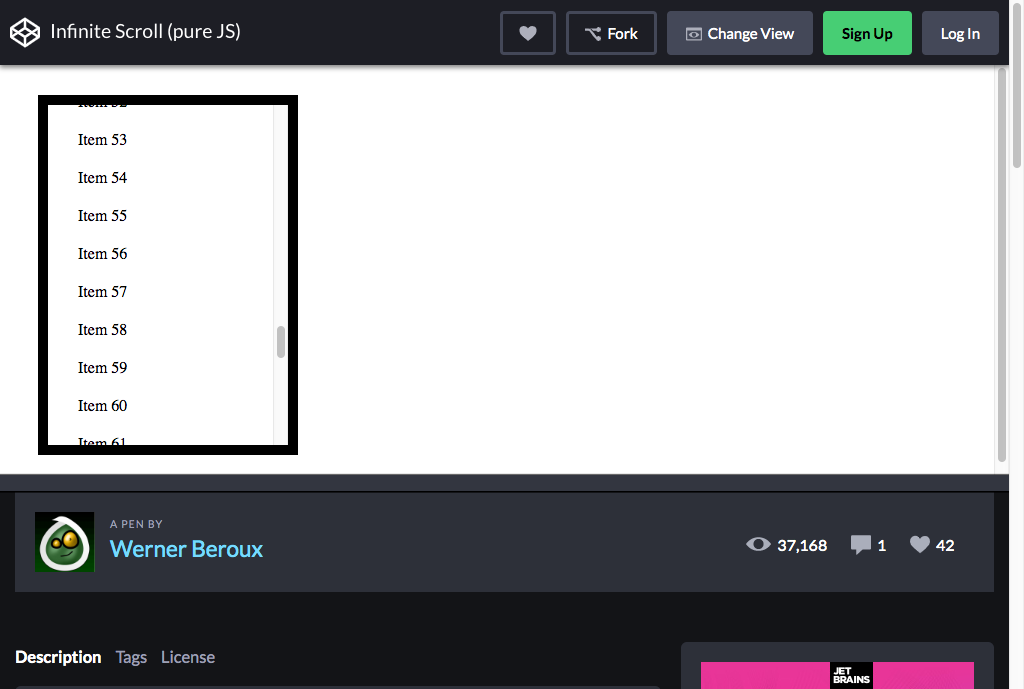 Infinite Scroll (pure JS)
Fork
Change View
Sign Up
Log In
Item 52
Item 53
Item 54
Item 55
Item 56
Item 57
Item 58
Item 59
Item 60
Item 61
A PEN BY
Werner Beroux
37,168
1
42
Description Tags License
JET
BRAINS